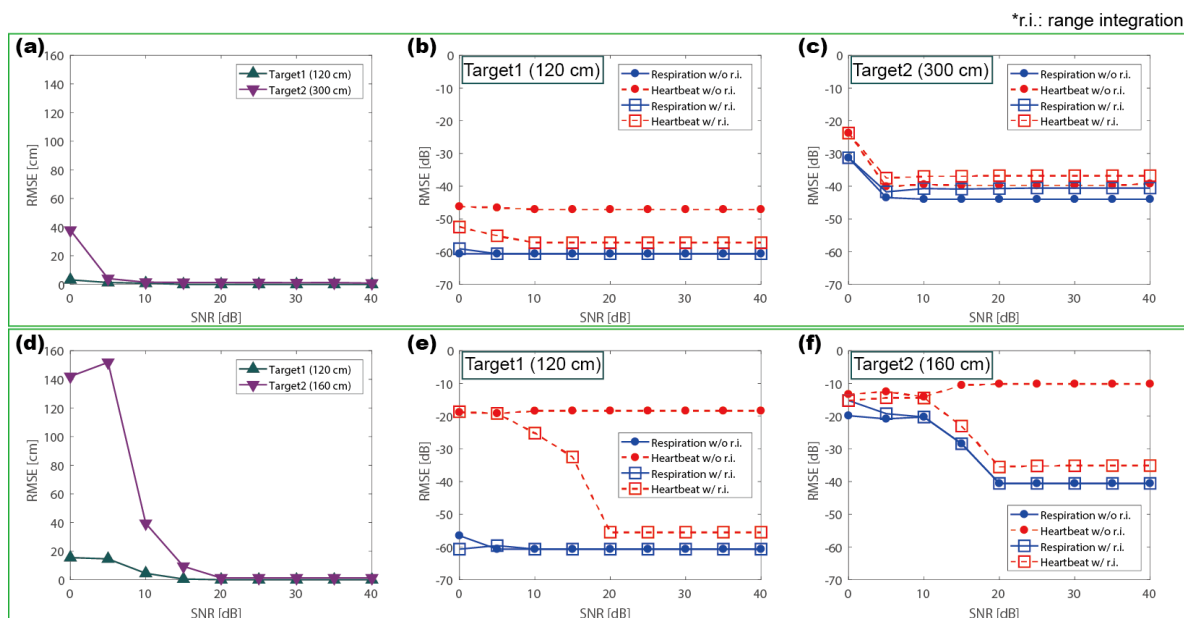 *r.i.: range integration
(a)
160
140
120
100
80
60
40
20
0
RMSE [cm]
0 10 20 30 40
SNR [dB]
Target1 (120 cm)
Target2 (300 cm)
(b)
Target1 (120 cm)
0
-10
-20
-30
-40
-50
-60
-70
RMSE [dB]
0 10 20 30 40
SNR [dB]
Respiration w/o r.i.
Heartbeat w/o r.i.
Respiration w/ r.i.
Heartbeat w/ r.i.
(c)
Target2 (300 cm)
0
-10
-20
-30
-40
-50
-60
-70
RMSE [dB]
0 10 20 30 40
SNR [dB]
Respiration w/o r.i.
Heartbeat w/o r.i.
Respiration w/ r.i.
Heartbeat w/ r.i.
(d)
160
140
120
100
80
60
40
20
0
RMSE [cm]
0 10 20 30 40
SNR [dB]
Target1 (120 cm)
Target2 (160 cm)
(e)
Target1 (120 cm)
0
-10
-20
-30
-40
-50
-60
-70
RMSE [dB]
0 10 20 30 40
SNR [dB]
Respiration w/o r.i.
Heartbeat w/o r.i.
Respiration w/ r.i.
Heartbeat w/ r.i.
(f)
Target2 (160 cm)
0
-10
-20
-30
-40
-50
-60
-70
RMSE [dB]
0 10 20 30 40
SNR [dB]
Respiration w/o r.i.
Heartbeat w/o r.i.
Respiration w/ r.i.
Heartbeat w/ r.i.